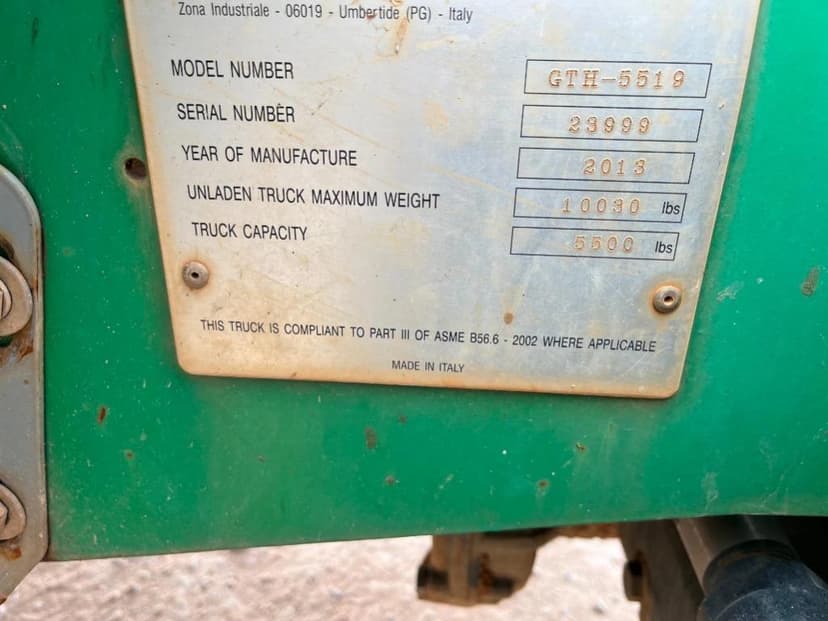 Zona Industriale - 06019 - Umbertide (PG) - Italy
MODEL NUMBER GTH-5519
SERIAL NUMBER 23999
YEAR OF MANUFACTURE 2013
UNLADEN TRUCK MAXIMUM WEIGHT 10030 lbs
TRUCK CAPACITY 5500 lbs
THIS TRUCK IS COMPLIANT TO PART III OF ASME B56.6 - 2002 WHERE APPLICABLE
MADE IN ITALY